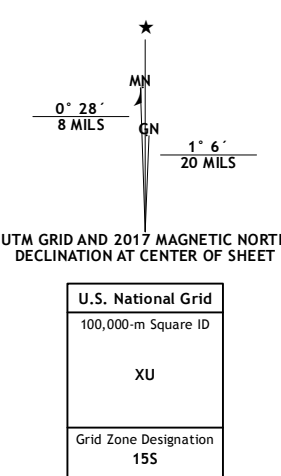 ★
MN
0° 28´
8 MILS
GN
1° 6´
20 MILS
UTM GRID AND 2017 MAGNETIC NORT
DECLINATION AT CENTER OF SHEET
U.S. National Grid
100,000-m Square ID
XU
Grid Zone Designation
15S